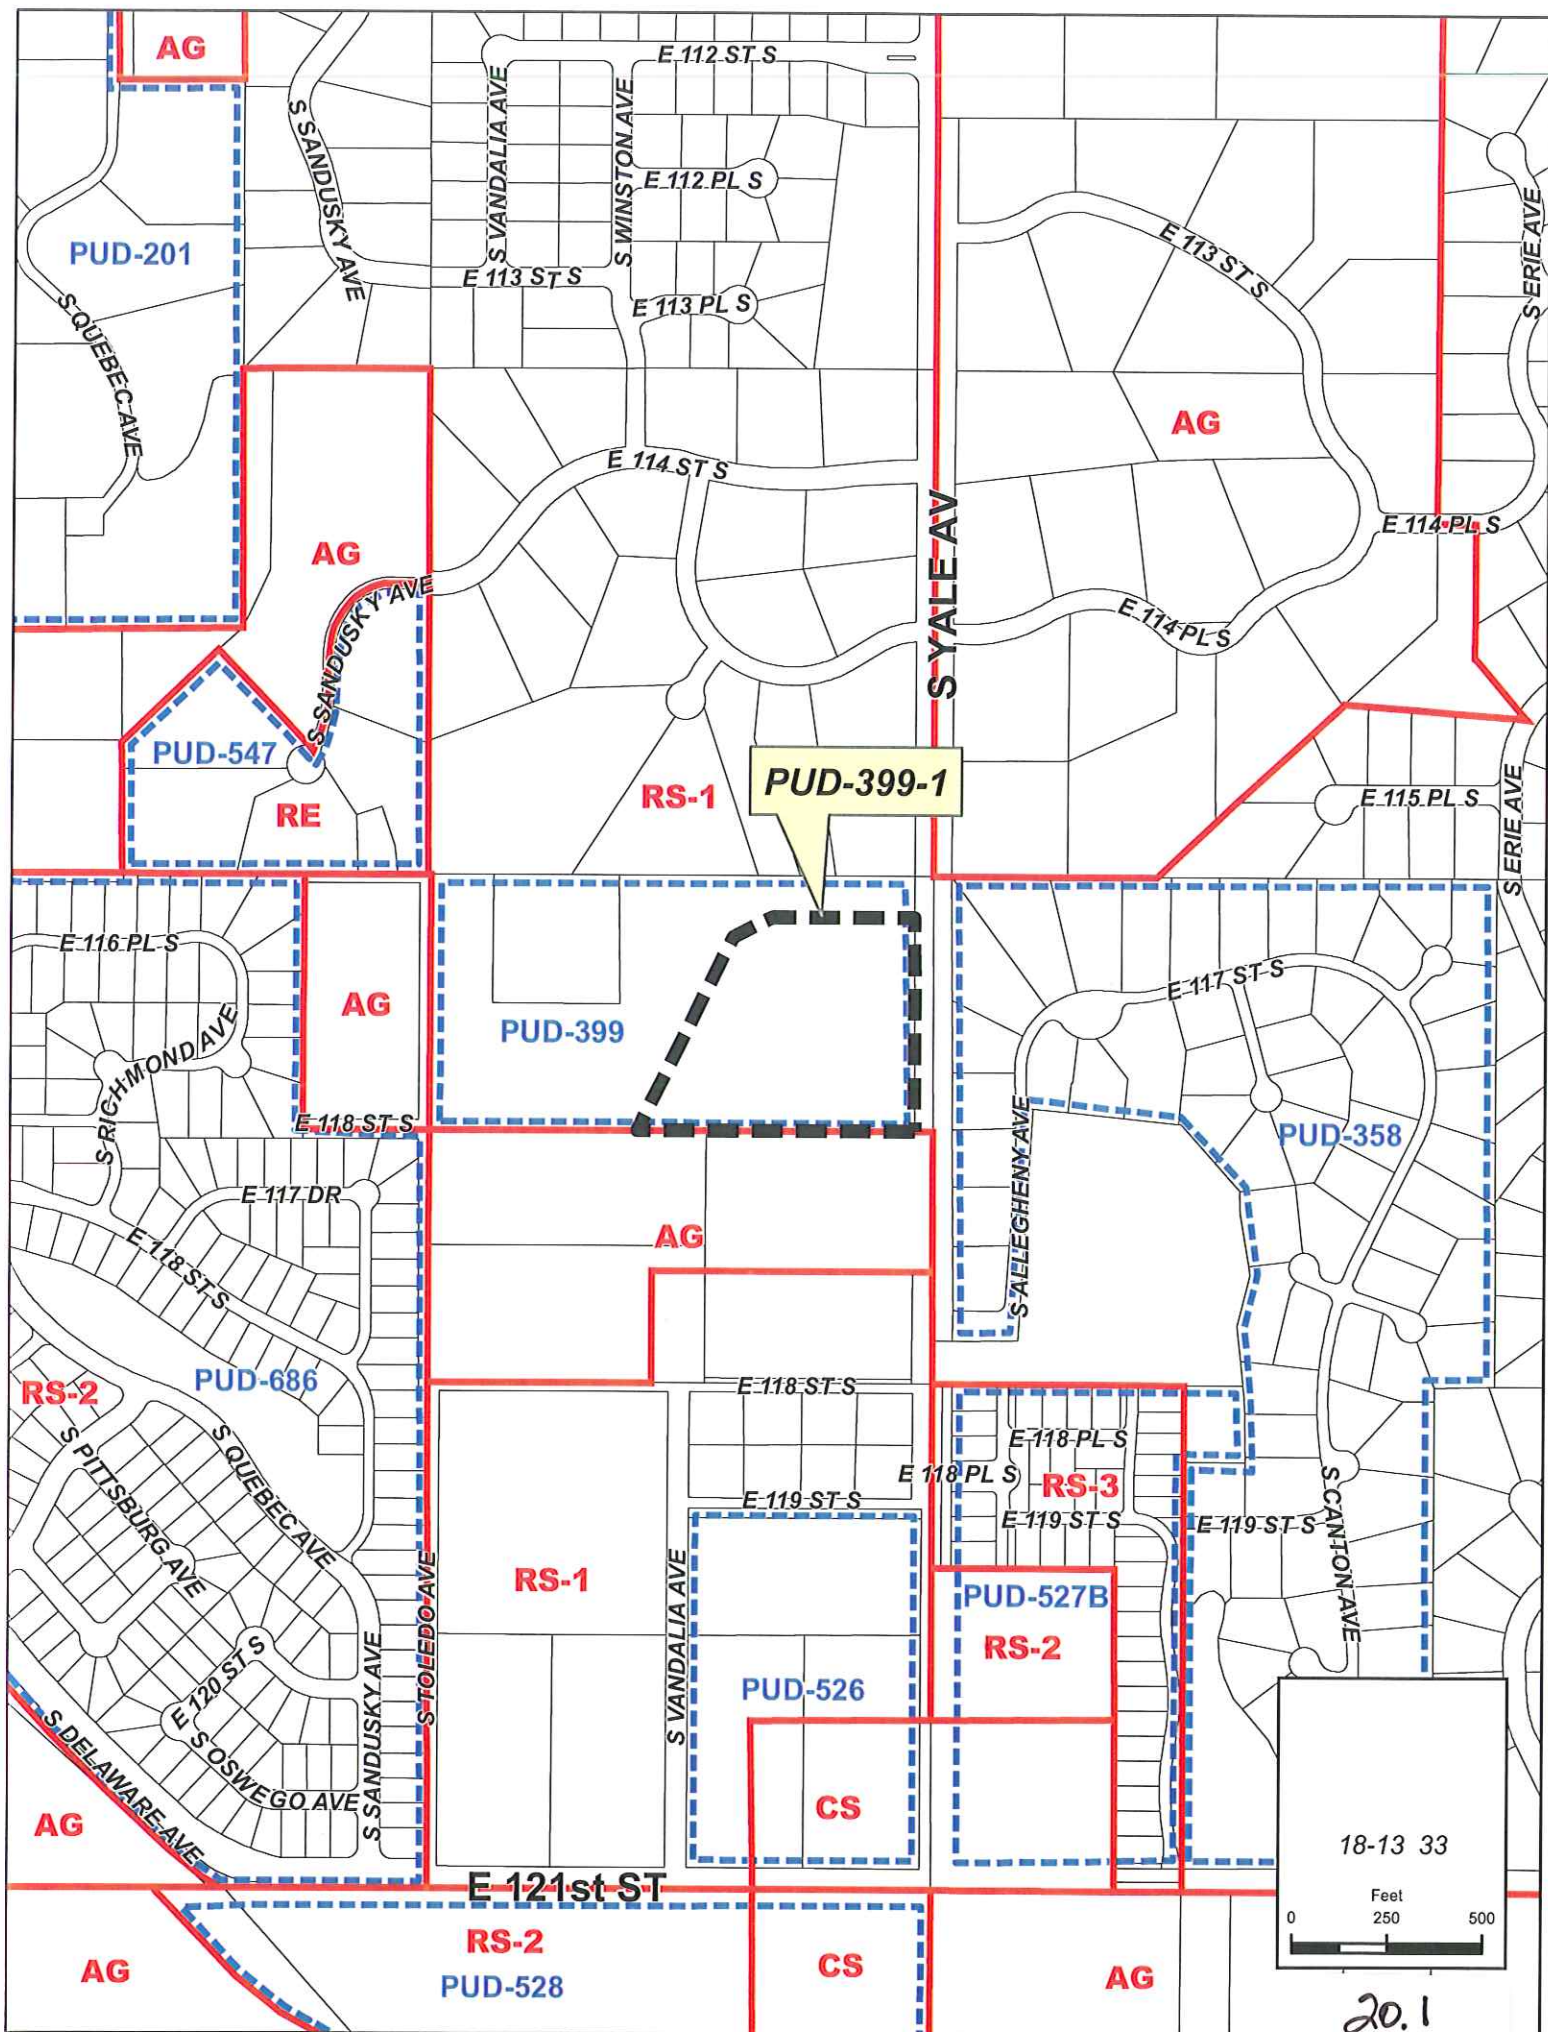 AG
E 112 ST S
S SANDUSKY AVE
S VANDALIA AVE
S WINSTON AVE
E 112 PL S
S ERIE AVE
PUD-201
E 113 ST S
E 113 ST S
E 113 PL S
S QUEBEC AVE
AG
E 114 ST S
E 114 PL S
AG
S YALE AV
S SANDUSKY AVE
E 114 PL S
PUD-547
RE
RS-1
PUD-399-1
E 115 PL S
S ERIE AVE
E 116 PL S
AG
PUD-399
E 117 ST S
S RICHMOND AVE
E 118 ST S
PUD-358
S ALLEGHENY AVE
E 117 DR
E 118 ST S
AG
PUD-686
RS-2
E 118 ST S
S PITTSBURG AVE
S QUEBEC AVE
E 118 PL S
E 118 PL S
RS-3
E 119 ST S
E 119 ST S
E 119 ST S
S CANTON AVE
RS-1
S VANDALIA AVE
PUD-527B
RS-2
S TOLEDO AVE
E 120 ST S
S SANDUSKY AVE
PUD-526
S DELAWARE AVE
S OSWEGO AVE
AG
CS
18-13 33
E 121st ST
Feet
0 250 500
RS-2
AG
PUD-528
CS
AG
20.1